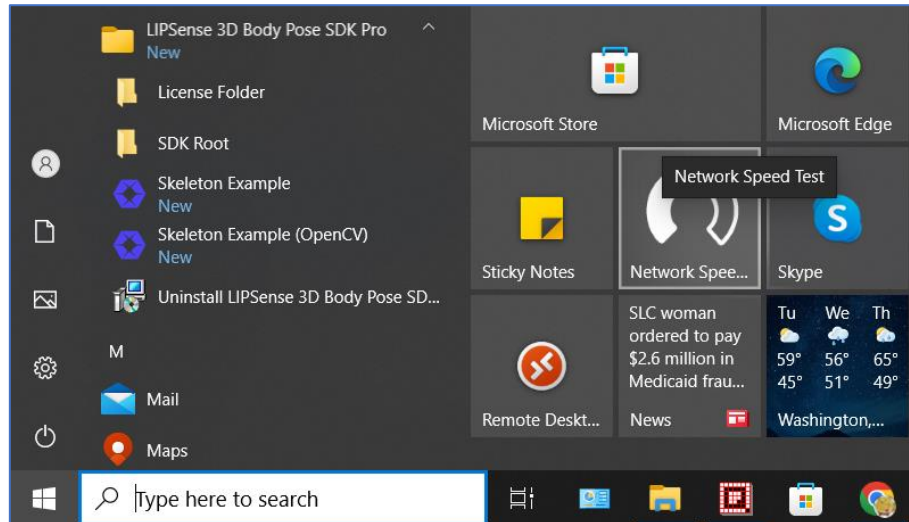 LIPSense 3D Body Pose SDK Pro
New
License Folder
SDK Root
Skeleton Example
New
Skeleton Example (OpenCV)
New
Uninstall LIPSense 3D Body Pose SD...
M
Mail
Maps
Microsoft Store
Microsoft Edge
Network Speed Test
Sticky Notes
Network Spee...
Skype
Remote Deskt...
SLC woman
ordered to pay
$2.6 million in
Medicaid frau...
News
Tu We Th
59° 56° 65°
45° 51° 49°
Washington,...
Type here to search